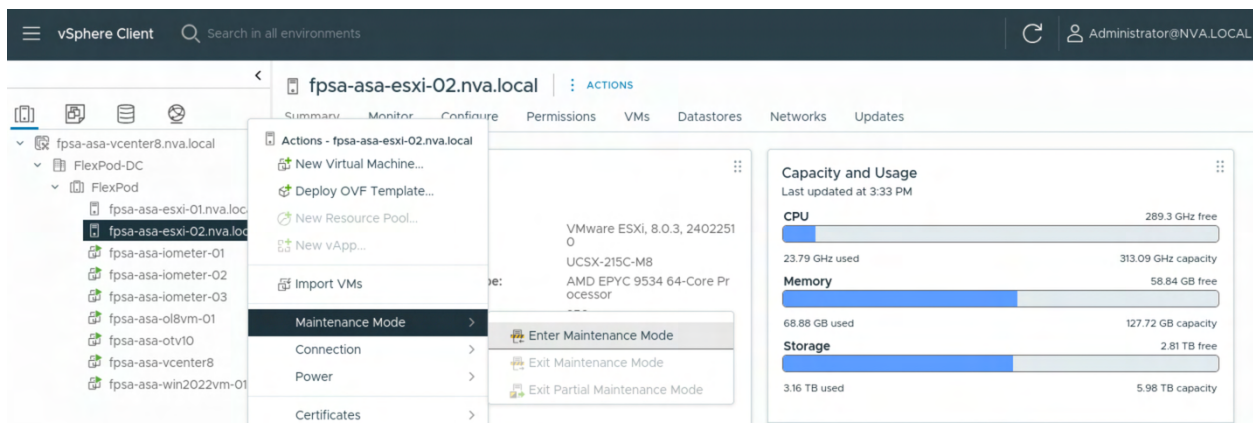 vSphere Client
Search in all environments
Administrator@NVA.LOCAL
fpsa-asa-esxi-02.nva.local
ACTIONS
Summary Monitor Configure Permissions VMs Datastores Networks Updates
fpsa-asa-vcenter8.nva.local
FlexPod-DC
FlexPod
fpsa-asa-esxi-01.nva.loc
fpsa-asa-esxi-02.nva.loc
fpsa-asa-iometer-01
fpsa-asa-iometer-02
fpsa-asa-iometer-03
fpsa-asa-ol8vm-01
fpsa-asa-otv10
fpsa-asa-vcenter8
fpsa-asa-win2022vm-01
Actions - fpsa-asa-esxi-02.nva.local
New Virtual Machine...
Deploy OVF Template...
New Resource Pool...
New vApp...
Import VMs
Maintenance Mode
Connection
Power
Certificates
Enter Maintenance Mode
Exit Maintenance Mode
Exit Partial Maintenance Mode
VMware ESXi, 8.0.3, 2402251
0
UCSX-215C-M8
pe:
AMD EPYC 9534 64-Core Pr
ocessor
Capacity and Usage
Last updated at 3:33 PM
CPU
289.3 GHz free
23.79 GHz used
313.09 GHz capacity
Memory
58.84 GB free
68.88 GB used
127.72 GB capacity
Storage
2.81 TB free
3.16 TB used
5.98 TB capacity